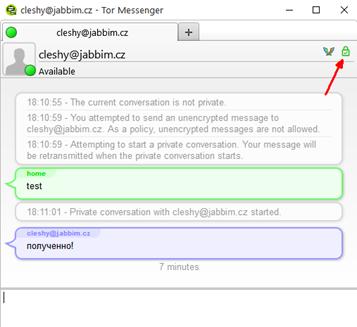 cleshy@jabbim.cz - Tor Messenger
cleshy@jabbim.cz
cleshy@jabbim.cz
Available
18:10:55 - The current conversation is not private.
18:10:59 - You attempted to send an unencrypted message to
cleshy@jabbim.cz. As a policy, unencrypted messages are not allowed.
18:10:59 - Attempting to start a private conversation. Your message will
be retransmitted when the private conversation starts.
home
test
18:11:01 - Private conversation with cleshy@jabbim.cz started.
cleshy@jabbim.cz
полученно!
7 minutes